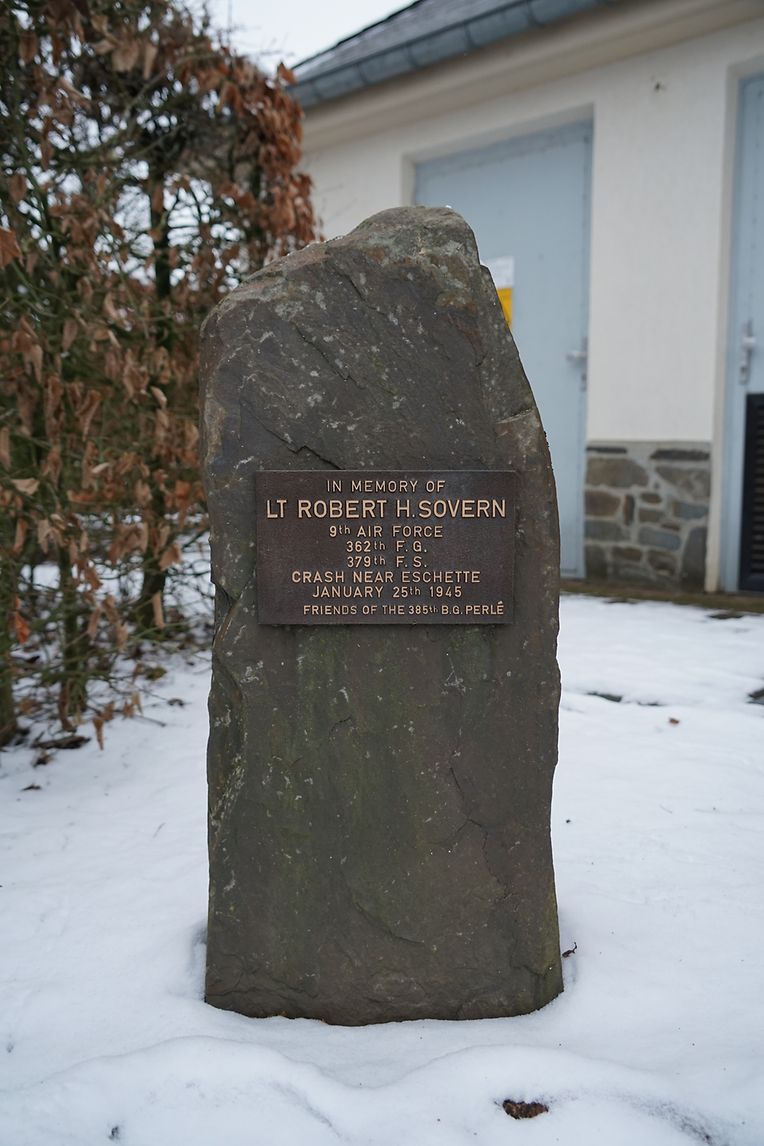 IN MEMORY OF
LT ROBERT H. SOVERN
9th AIR FORCE
362th F.G.
379th F.S.
CRASH NEAR ESCHETTE
JANUARY 25th 1945
FRIENDS OF THE 385th B.G. PERLÉ